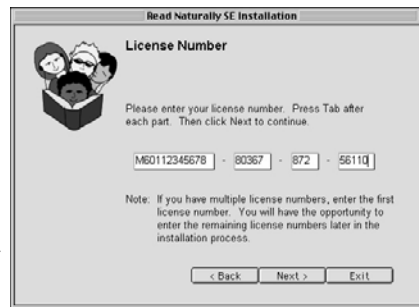 Read Naturally SE Installation
License Number
Please enter your license number. Press Tab after
each part. Then click Next to continue.
M60112345678 - 80367 - 872 - 56110
Note: If you have multiple license numbers, enter the first
license number. You will have the opportunity to
enter the remaining license numbers later in the
installation process.
< Back Next > Exit